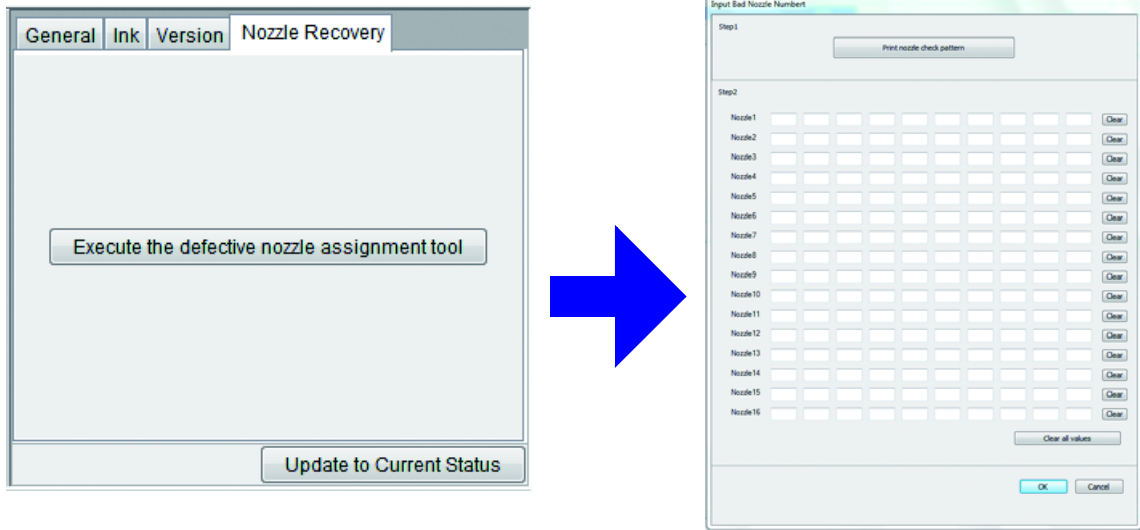 General Ink Version Nozzle Recovery
Execute the defective nozzle assignment tool
Update to Current Status
Input Bad Nozzle Numbert
Step1
Print nozzle check pattern
Step2
Nozzle1 Clear
Nozzle2 Clear
Nozzle3 Clear
Nozzle4 Clear
Nozzle5 Clear
Nozzle6 Clear
Nozzle7 Clear
Nozzle8 Clear
Nozzle9 Clear
Nozzle10 Clear
Nozzle11 Clear
Nozzle12 Clear
Nozzle13 Clear
Nozzle14 Clear
Nozzle15 Clear
Nozzle16 Clear
Clear all values
OK Cancel